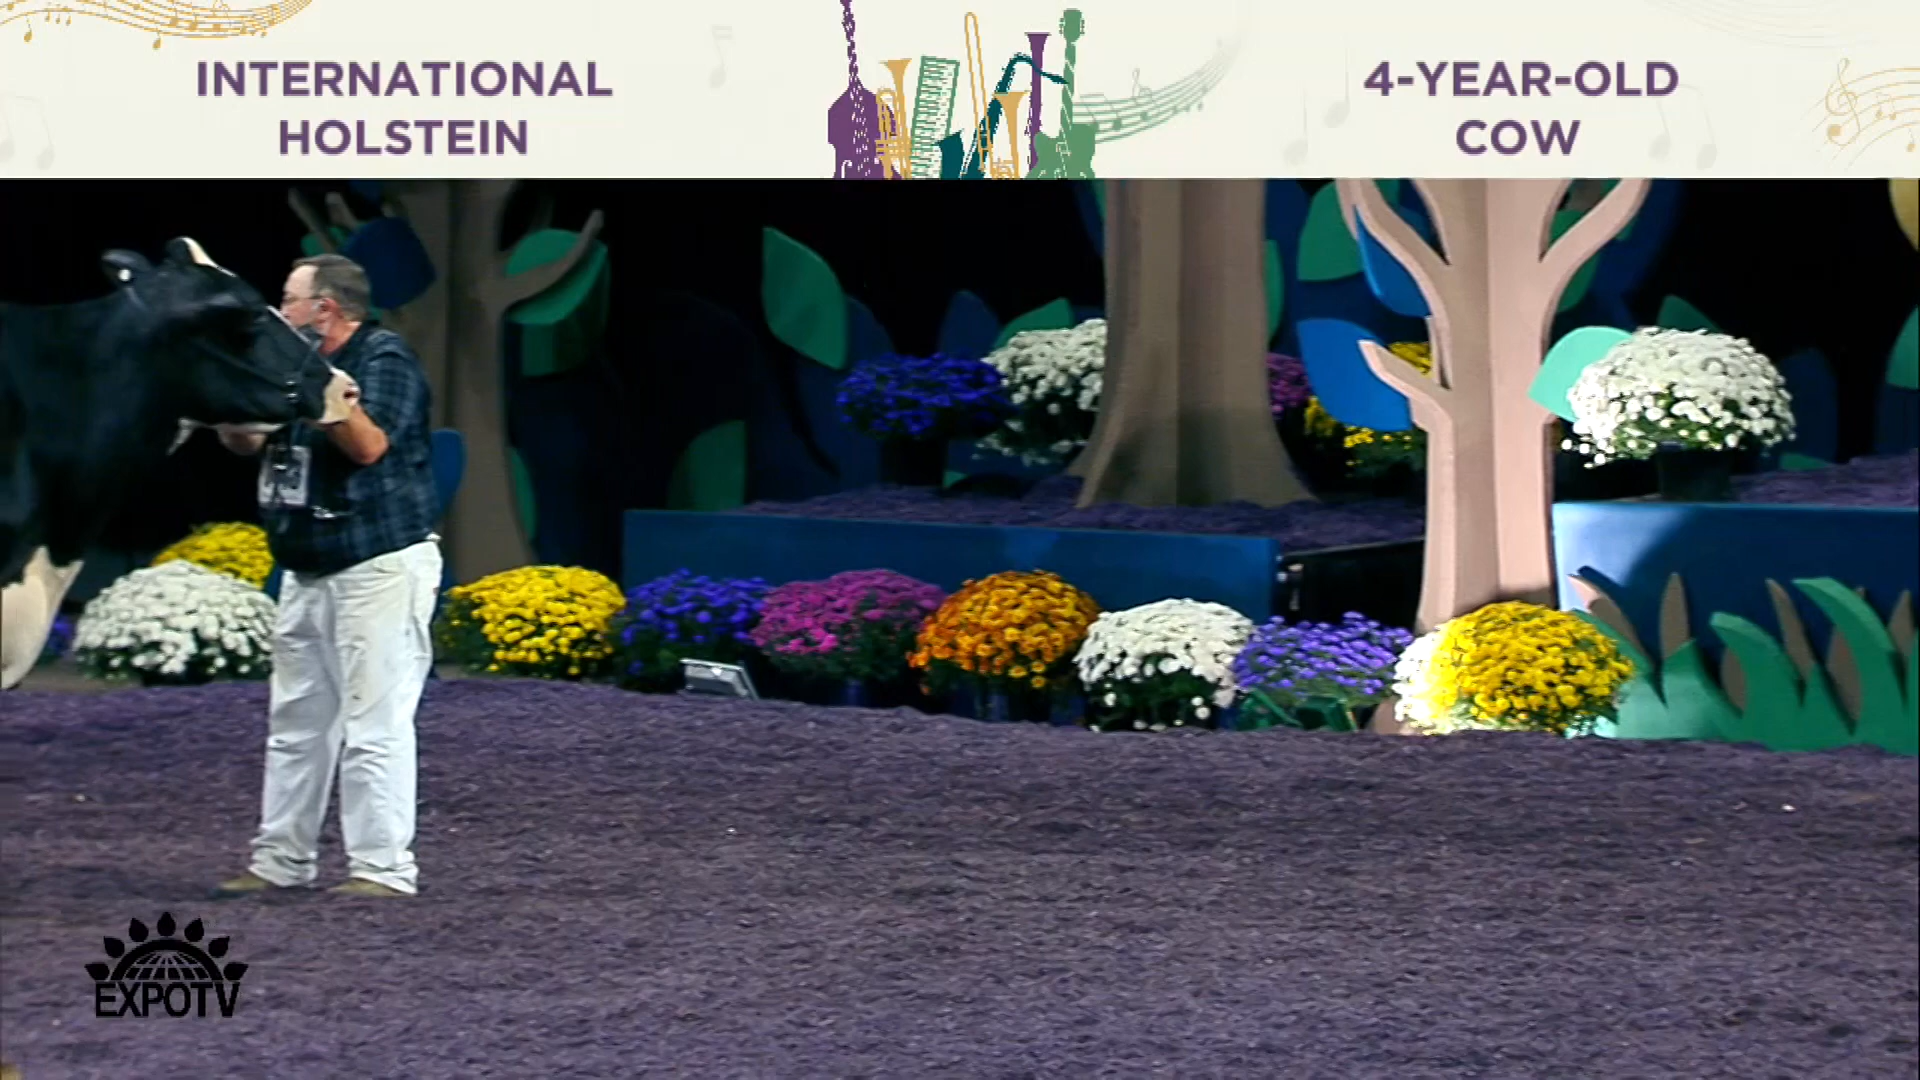 INTERNATIONAL
HOLSTEIN
4-YEAR-OLD
COW
EXPOTV